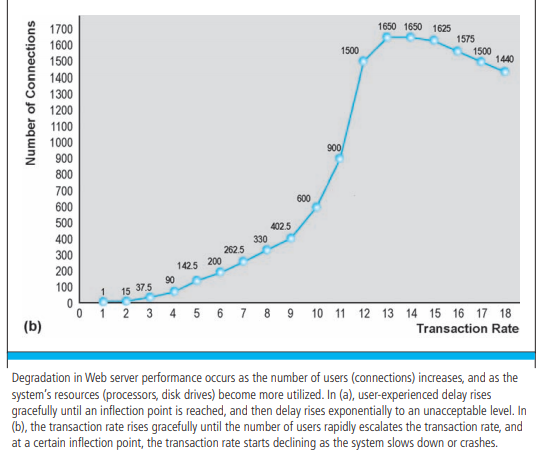 Number of Connections
1700
1600
1500
1400
1300
1200
1100
1000
900
800
700
600
500
400
300
200
100
0
1 15 37.5 90 142.5 200 262.5 330 402.5 600 900 1500 1650 1650 1625 1575 1500 1440
0 1 2 3 4 5 6 7 8 9 10 11 12 13 14 15 16 17 18
(b)
Transaction Rate
Degradation in Web server performance occurs as the number of users (connections) increases, and as the
system's resources (processors, disk drives) become more utilized. In (a), user-experienced delay rises
gracefully until an inflection point is reached, and then delay rises exponentially to an unacceptable level. In
(b), the transaction rate rises gracefully until the number of users rapidly escalates the transaction rate, and
at a certain inflection point, the transaction rate starts declining as the system slows down or crashes.